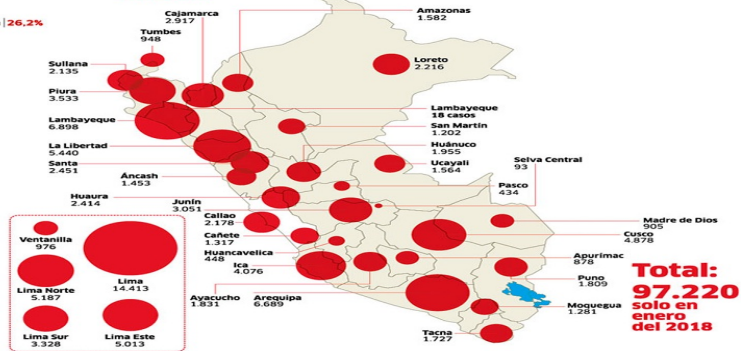 26,2%
Cajamarca
2.917
Amazonas
1.582
Tumbes
948
Loreto
2.216
Sullana
2.135
Piura
3.533
Lambayeque
6.898
Lambayeque
18 casos
San Martín
1.202
La Libertad
5.440
Huánuco
1.955
Santa
2.451
Ucayali
1.564
Selva Central
93
Áncash
1.453
Pasco
434
Huaura
2.414
Junín
3.051
Callao
2.178
Madre de Dios
905
Cañete
1.317
Cusco
4.878
Huancavelica
448
Apurímac
878
Ica
4.076
Puno
1.809
Ayacucho
1.831
Arequipa
6.689
Moquegua
1.281
Tacna
1.727
Ventanilla
976
Lima
14.413
Lima Norte
5.187
Lima Sur
3.328
Lima Este
5.013
Total:
97.220
solo en
enero
del 2018